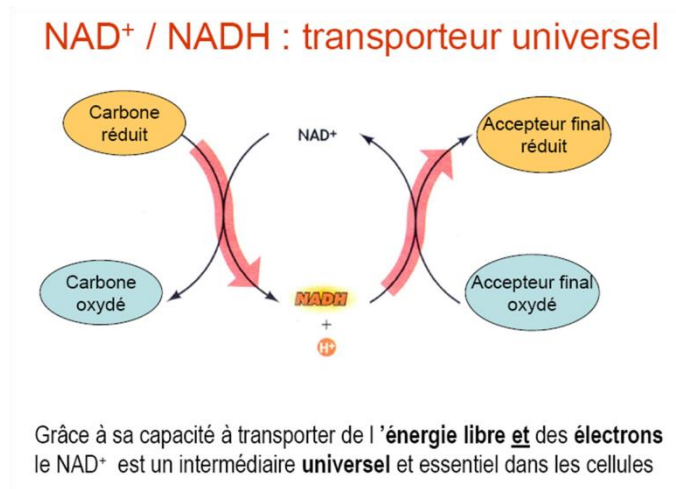 NAD⁺ / NADH : transporteur universel
Carbone
réduit
NAD⁺
Accepteur final
réduit
Carbone
oxydé
NADH
+
H⁺
Accepteur final
oxydé
Grâce à sa capacité à transporter de l ’énergie libre et des électrons
le NAD⁺ est un intermédiaire universel et essentiel dans les cellules